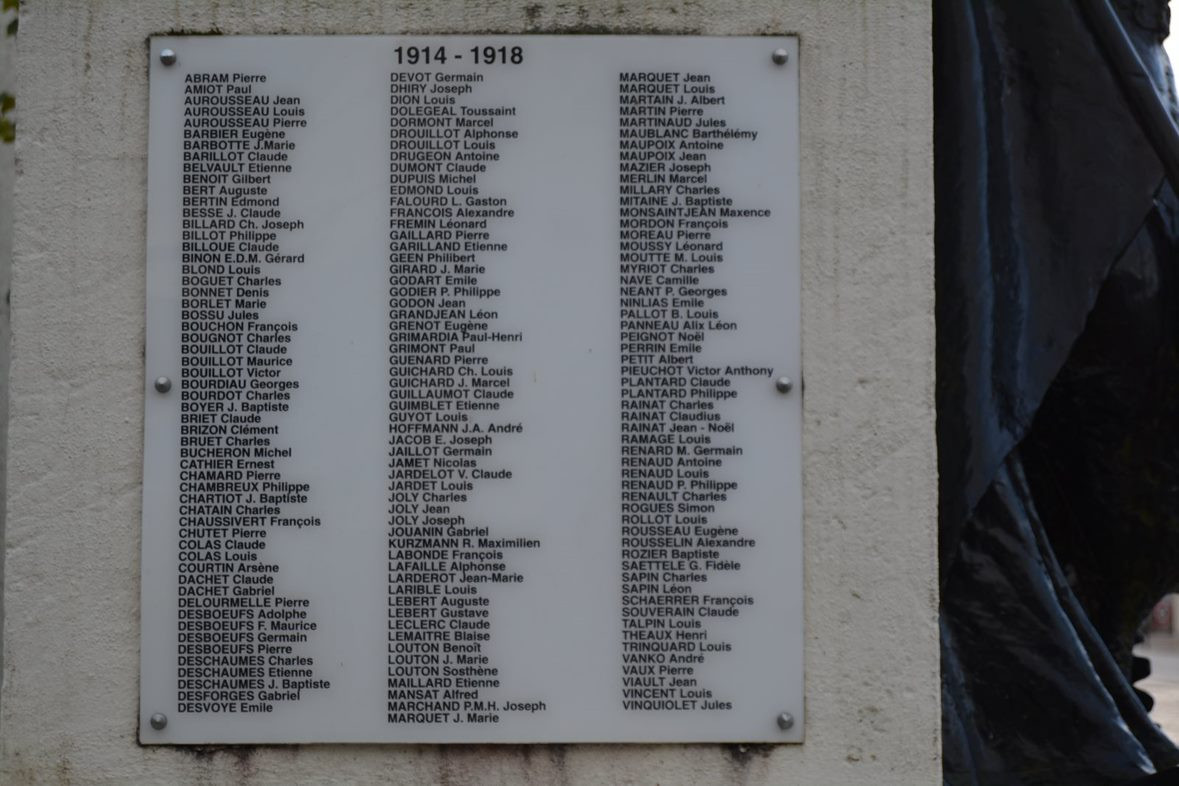 1914 - 1918
ABRAM Pierre
AMIOT Paul
AUROUSSEAU Jean
AUROUSSEAU Louis
AUROUSSEAU Pierre
BARBIER Eugène
BARBOTTE J.Marie
BARILLOT Claude
BELVAULT Etienne
BENOIT Gilbert
BERT Auguste
BERTIN Edmond
BESSE J. Claude
BILLARD Ch. Joseph
BILLOT Philippe
BILLOUE Claude
BINON E.D.M. Gérard
BLOND Louis
BOGUET Charles
BONNET Denis
BORLET Marie
BOSSU Jules
BOUCHON François
BOUGNOT Charles
BOUILLOT Claude
BOUILLOT Maurice
BOUILLOT Victor
BOURDIAU Georges
BOURDOT Charles
BOYER J. Baptiste
BRIET Claude
BRIZON Clément
BRUET Charles
BUCHERON Michel
CATHIER Ernest
CHAMARD Pierre
CHAMBREUX Philippe
CHARTIOT J. Baptiste
CHATAIN Charles
CHAUSSIVERT François
CHUTET Pierre
COLAS Claude
COLAS Louis
COURTIN Arsène
DACHET Claude
DACHET Gabriel
DELOURMELLE Pierre
DESBOEUFS Adolphe
DESBOEUFS F. Maurice
DESBOEUFS Germain
DESBOEUFS Pierre
DESCHAUMES Charles
DESCHAUMES Etienne
DESCHAUMES J. Baptiste
DESFORGES Gabriel
DESVOYE Emile
DEVOT Germain
DHIRY Joseph
DION Louis
DOLEGEAL Toussaint
DORMONT Marcel
DROUILLOT Alphonse
DROUILLOT Louis
DRUGEON Antoine
DUMONT Claude
DUPUIS Michel
EDMOND Louis
FALOURD L. Gaston
FRANCOIS Alexandre
FREMIN Léonard
GAILLARD Pierre
GARILLAND Etienne
GEEN Philibert
GIRARD J. Marie
GODART Emile
GODIER P. Philippe
GODON Jean
GRANDJEAN Léon
GRENOT Eugène
GRIMARDIA Paul-Henri
GRIMONT Paul
GUENARD Pierre
GUICHARD Ch. Louis
GUICHARD J. Marcel
GUILLAUMOT Claude
GUIMBLET Etienne
GUYOT Louis
HOFFMANN J.A. André
JACOB E. Joseph
JAILLOT Germain
JAMET Nicolas
JARDELOT V. Claude
JARDET Louis
JOLY Charles
JOLY Jean
JOLY Joseph
JOUANIN Gabriel
KURZMANN R. Maximilien
LABONDE François
LAFAILLE Alphonse
LARDEROT Jean-Marie
LARIBLE Louis
LEBERT Auguste
LEBERT Gustave
LECLERC Claude
LEMAITRE Blaise
LOUTON Benoît
LOUTON J. Marie
LOUTON Sosthène
MAILLARD Etienne
MANSAT Alfred
MARCHAND P.M.H. Joseph
MARQUET J. Marie
MARQUET Jean
MARQUET Louis
MARTAIN J. Albert
MARTIN Pierre
MARTINAUD Jules
MAUBLANC Barthélémy
MAUPOIX Antoine
MAUPOIX Jean
MAZIER Joseph
MERLIN Marcel
MILLARY Charles
MITAINE J. Baptiste
MONSAINTJEAN Maxence
MORDON François
MOREAU Pierre
MOUSSY Léonard
MOUTTE M. Louis
MYRIOT Charles
NAVE Camille
NEANT P. Georges
NINLIAS Emile
PALLOT B. Louis
PANNEAU Alix Léon
PEIGNOT Noël
PERRIN Emile
PETIT Albert
PIEUCHOT Victor Anthony
PLANTARD Claude
PLANTARD Philippe
RAINAT Charles
RAINAT Claudius
RAINAT Jean - Noël
RAMAGE Louis
RENARD M. Germain
RENAUD Antoine
RENAUD Louis
RENAUD P. Philippe
RENAULT Charles
ROGUES Simon
ROLLOT Louis
ROUSSEAU Eugène
ROUSSELIN Alexandre
ROZIER Baptiste
SAETTELE G. Fidèle
SAPIN Charles
SAPIN Léon
SCHAERRER François
SOUVERAIN Claude
TALPIN Louis
THEAUX Henri
TRINQUARD Louis
VANKO André
VAUX Pierre
VIAULT Jean
VINCENT Louis
VINQUIOLET Jules